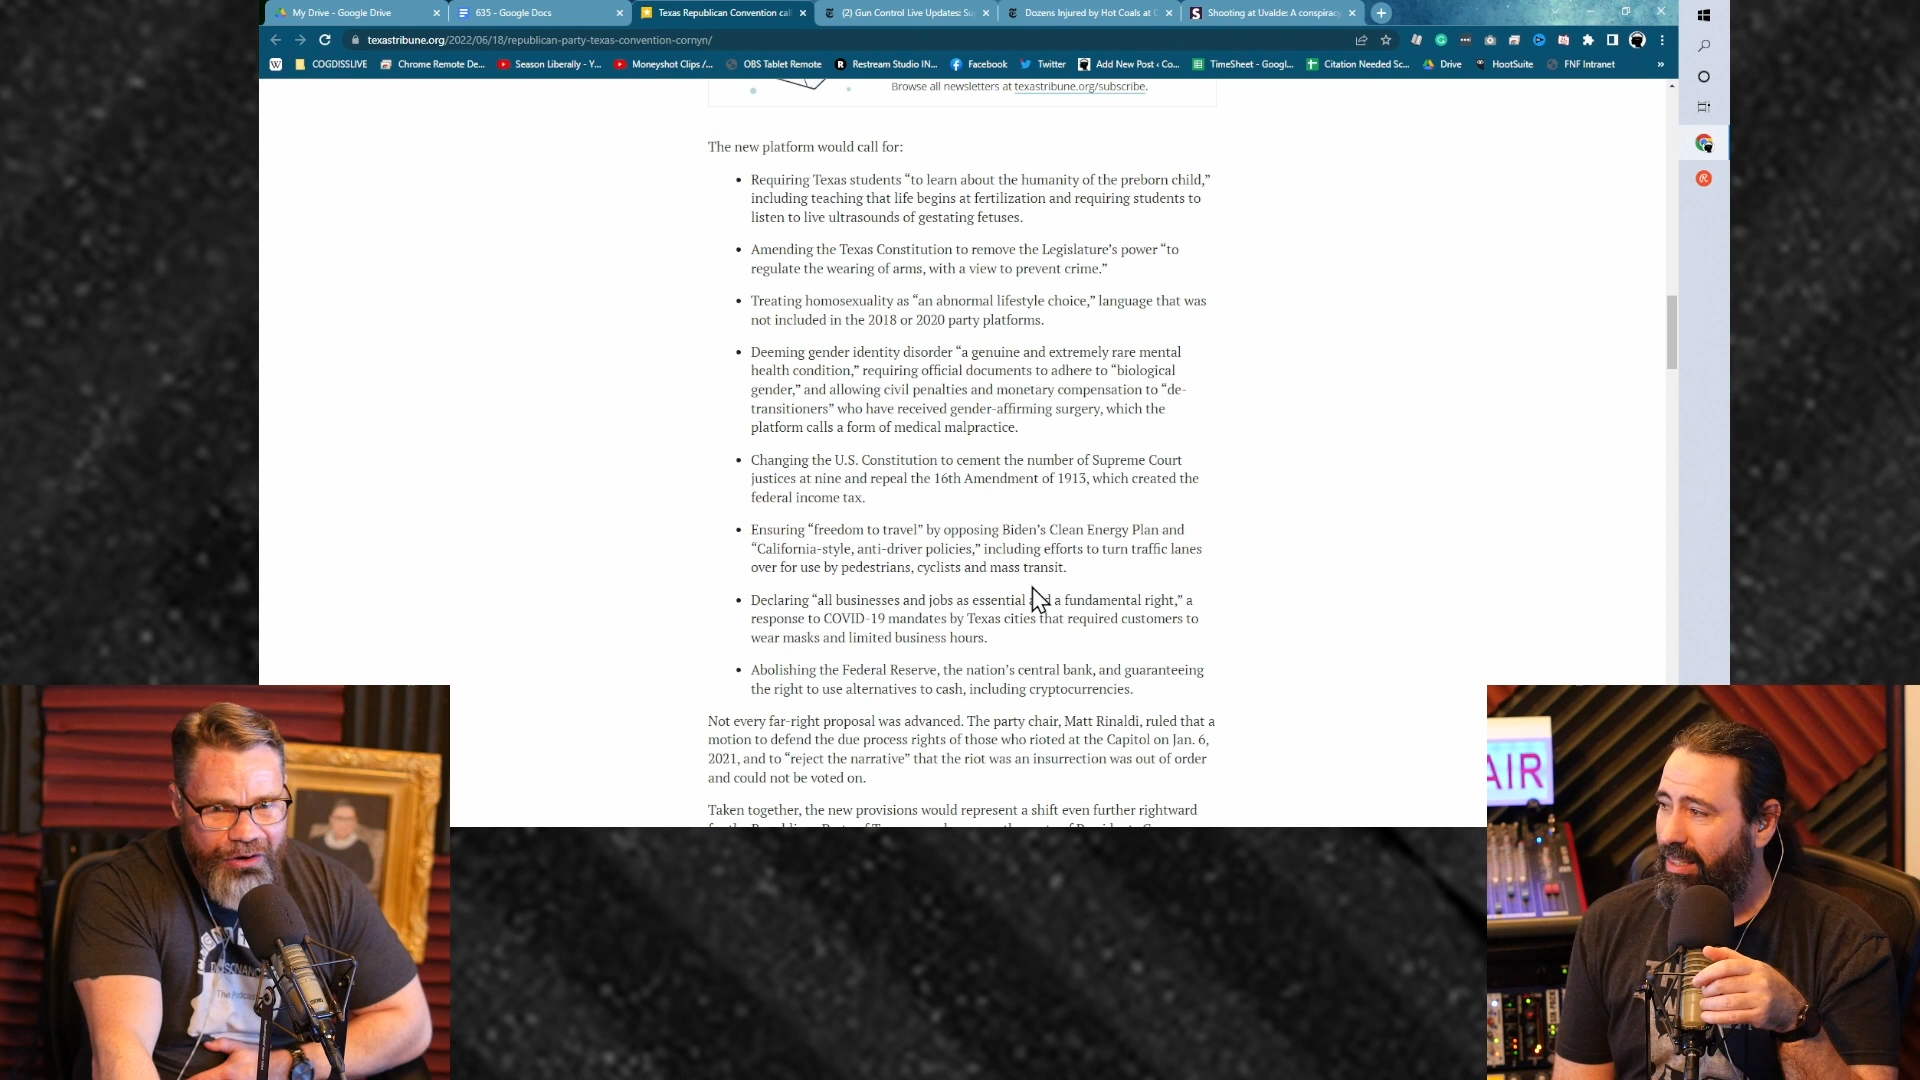 My Drive - Google Drive
635 - Google Docs
Texas Republican Convention cal
(2) Gun Control Live Updates: Su
Dozens Injured by Hot Coals at
Shooting at Uvalde: A conspiracy
texastribune.org/2022/06/18/republican-party-texas-convention-cornyn/
COGDISSLIVE
Chrome Remote De...
Season Liberally - Y...
Moneyshot Clips /...
OBS Tablet Remote
Restream Studio IN...
Facebook
Twitter
Add New Post ‹ Co...
TimeSheet - Googl...
Citation Needed Sc...
Drive
HootSuite
FNF Intranet
»
Browse all newsletters at texastribune.org/subscribe.
The new platform would call for:
• Requiring Texas students “to learn about the humanity of the preborn child,”
including teaching that life begins at fertilization and requiring students to
listen to live ultrasounds of gestating fetuses.
• Amending the Texas Constitution to remove the Legislature’s power “to
regulate the wearing of arms, with a view to prevent crime.”
• Treating homosexuality as “an abnormal lifestyle choice,” language that was
not included in the 2018 or 2020 party platforms.
• Deeming gender identity disorder “a genuine and extremely rare mental
health condition,” requiring official documents to adhere to “biological
gender,” and allowing civil penalties and monetary compensation to “de-
transitioners” who have received gender-affirming surgery, which the
platform calls a form of medical malpractice.
• Changing the U.S. Constitution to cement the number of Supreme Court
justices at nine and repeal the 16th Amendment of 1913, which created the
federal income tax.
• Ensuring “freedom to travel” by opposing Biden’s Clean Energy Plan and
“California-style, anti-driver policies,” including efforts to turn traffic lanes
over for use by pedestrians, cyclists and mass transit.
• Declaring “all businesses and jobs as essential a fundamental right,” a
response to COVID-19 mandates by Texas cities that required customers to
wear masks and limited business hours.
• Abolishing the Federal Reserve, the nation’s central bank, and guaranteeing
the right to use alternatives to cash, including cryptocurrencies.
Not every far-right proposal was advanced. The party chair, Matt Rinaldi, ruled that a
motion to defend the due process rights of those who rioted at the Capitol on Jan. 6,
2021, and to “reject the narrative” that the riot was an insurrection was out of order
and could not be voted on.
Taken together, the new provisions would represent a shift even further rightward
AIR
The Podcast